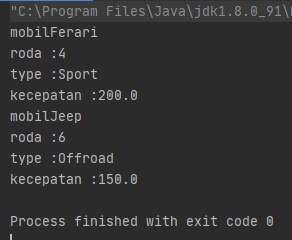 "C:\Program Files\Java\jdk1.8.0_91\
mobilFerari
roda :4
type :Sport
kecepatan :200.0
mobilJeep
roda :6
type :Offroad
kecepatan :150.0
Process finished with exit code 0